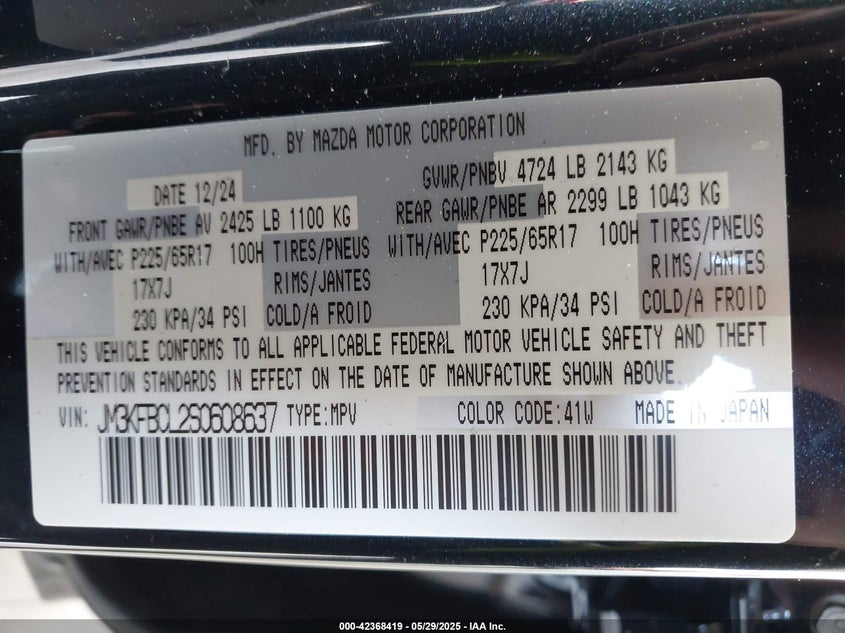 MFD. BY MAZDA MOTOR CORPORATION
DATE 12/24 GVWR/PNBV 4724 LB 2143 KG
FRONT GAWR/PNBE AV 2425 LB 1100 KG REAR GAWR/PNBE AR 2299 LB 1043 KG
WITH/AVEC P225/65R17 100H TIRES/PNEUS WITH/AVEC P225/65R17 100H TIRES/PNEUS
17X7J RIMS/JANTES 17X7J RIMS/JANTES
230 KPA/34 PSI COLD/A FROID 230 KPA/34 PSI COLD/A FROID
THIS VEHICLE CONFORMS TO ALL APPLICABLE FEDERAL MOTOR VEHICLE SAFETY AND THEFT
PREVENTION STANDARDS IN EFFECT ON THE DATE OF MANUFACTURE SHOWN ABOVE.
VIN: JM3KFBCL2S0608637 TYPE:MPV COLOR CODE:41W MADE IN JAPAN
000-42368419 - 05/29/2025 - IAA Inc.